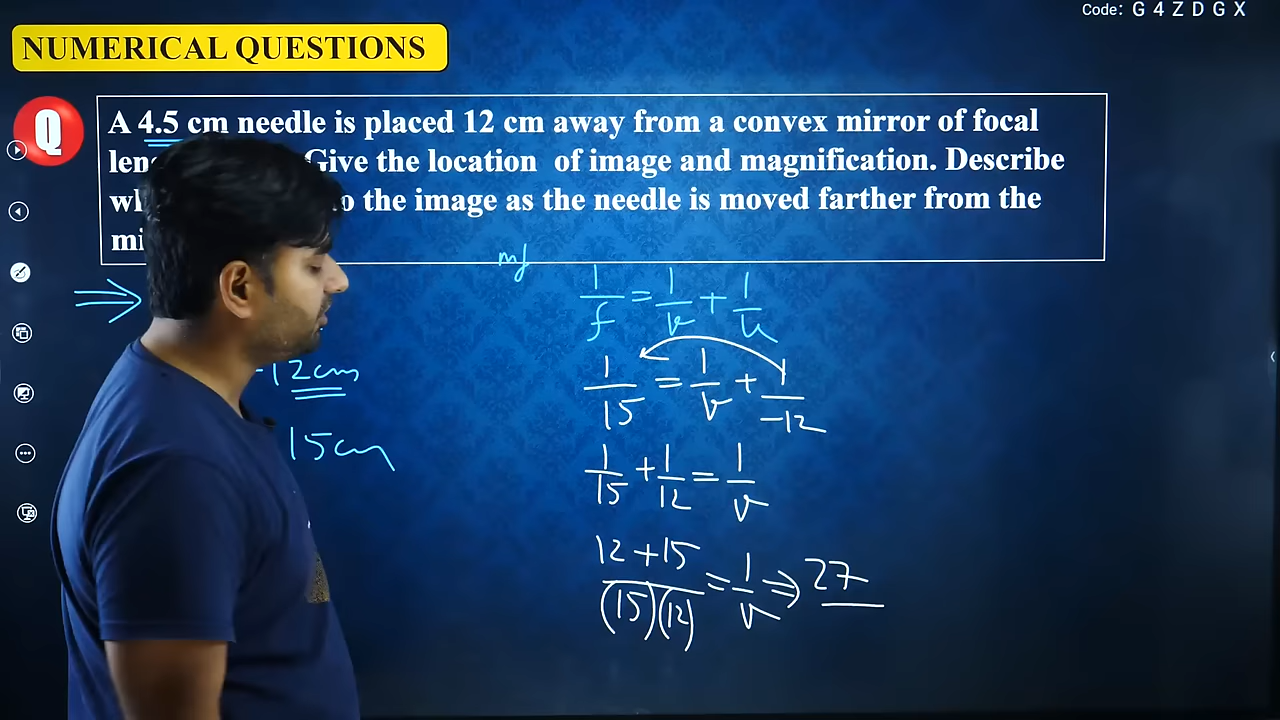 Code: G 4 Z D G X
NUMERICAL QUESTIONS
Q
A 4.5 cm needle is placed 12 cm away from a convex mirror of focal
Give the location of image and magnification. Describe
to the image as the needle is moved farther from the
mf
1/f = 1/v + 1/u
1/15 = 1/v + 1/-12
-12cm
15cm
1/15 + 1/12 = 1/v
12+15/(15)(12) = 1/v ⇒ 27